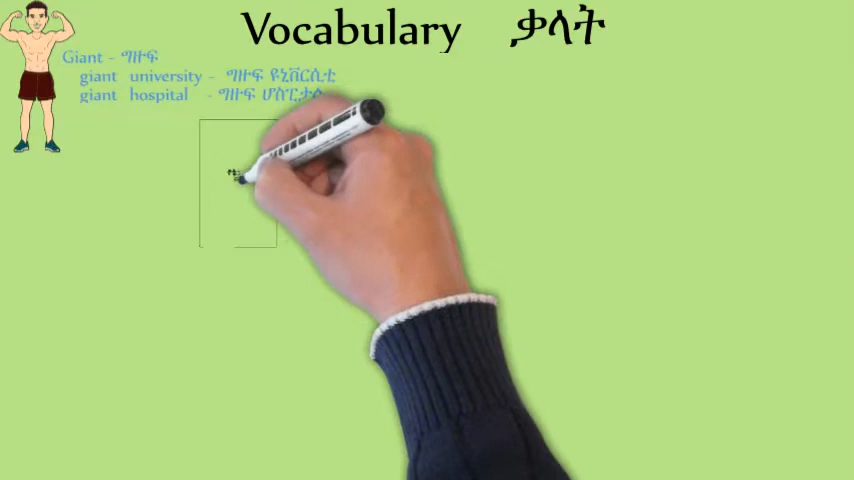 Vocabulary ቃላት
Giant - ግዙፍ
giant university - ግዙፍ ዩኒቨርሲቲ
giant hospital - ግዙፍ ሆስፒታል